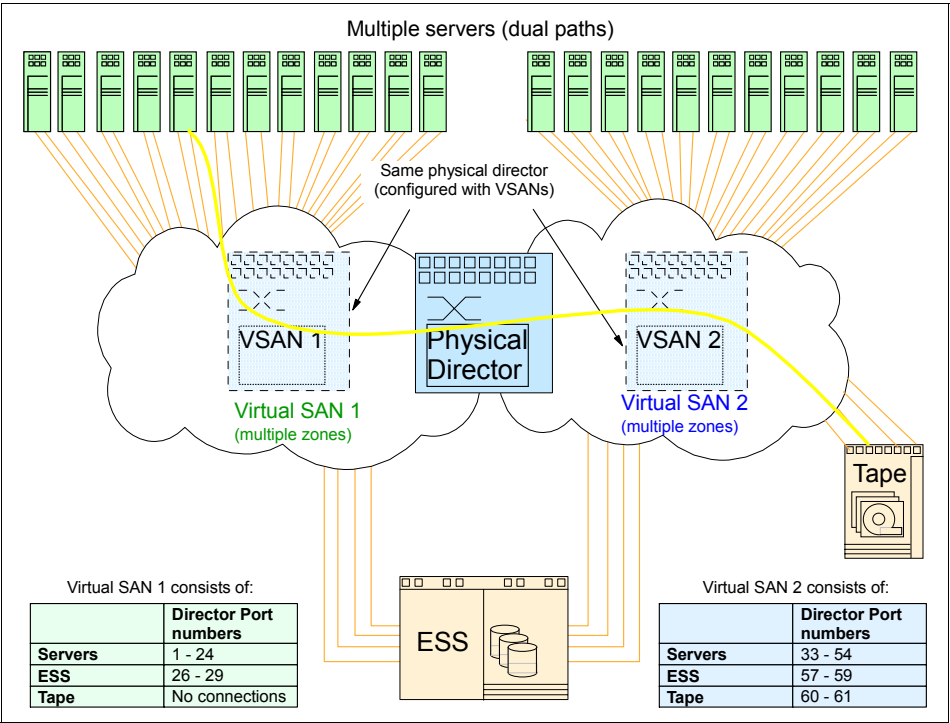 Multiple servers (dual paths)
Same physical director
(configured with VSANs)
VSAN 1
Physical
Director
VSAN 2
Virtual SAN 1
(multiple zones)
Virtual SAN 2
(multiple zones)
Tape
ESS
Virtual SAN 1 consists of:
Director Port
numbers
Servers 1 - 24
ESS 26 - 29
Tape No connections
Virtual SAN 2 consists of:
Director Port
numbers
Servers 33 - 54
ESS 57 - 59
Tape 60 - 61